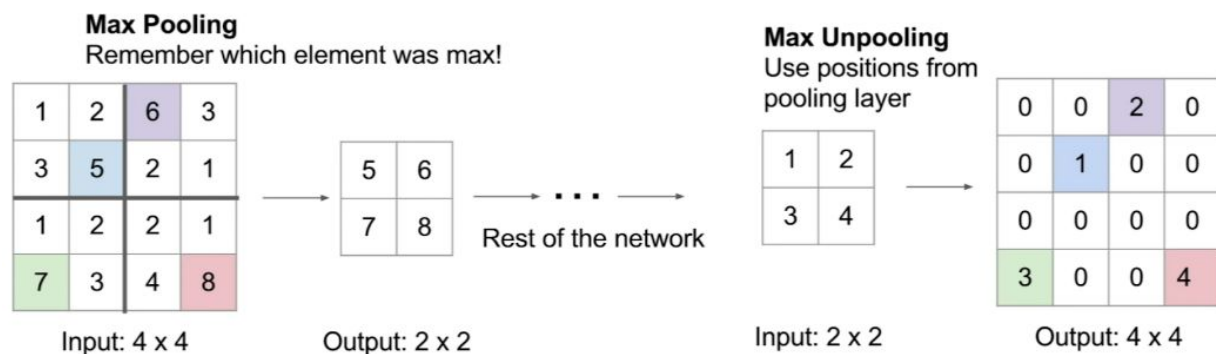 Max Pooling
Remember which element was max!
1 2 6 3
3 5 2 1
1 2 2 1
7 3 4 8
Input: 4 x 4
5 6
7 8
Output: 2 x 2
...
Rest of the network
Max Unpooling
Use positions from
pooling layer
1 2
3 4
Input: 2 x 2
0 0 2 0
0 1 0 0
0 0 0 0
3 0 0 4
Output: 4 x 4